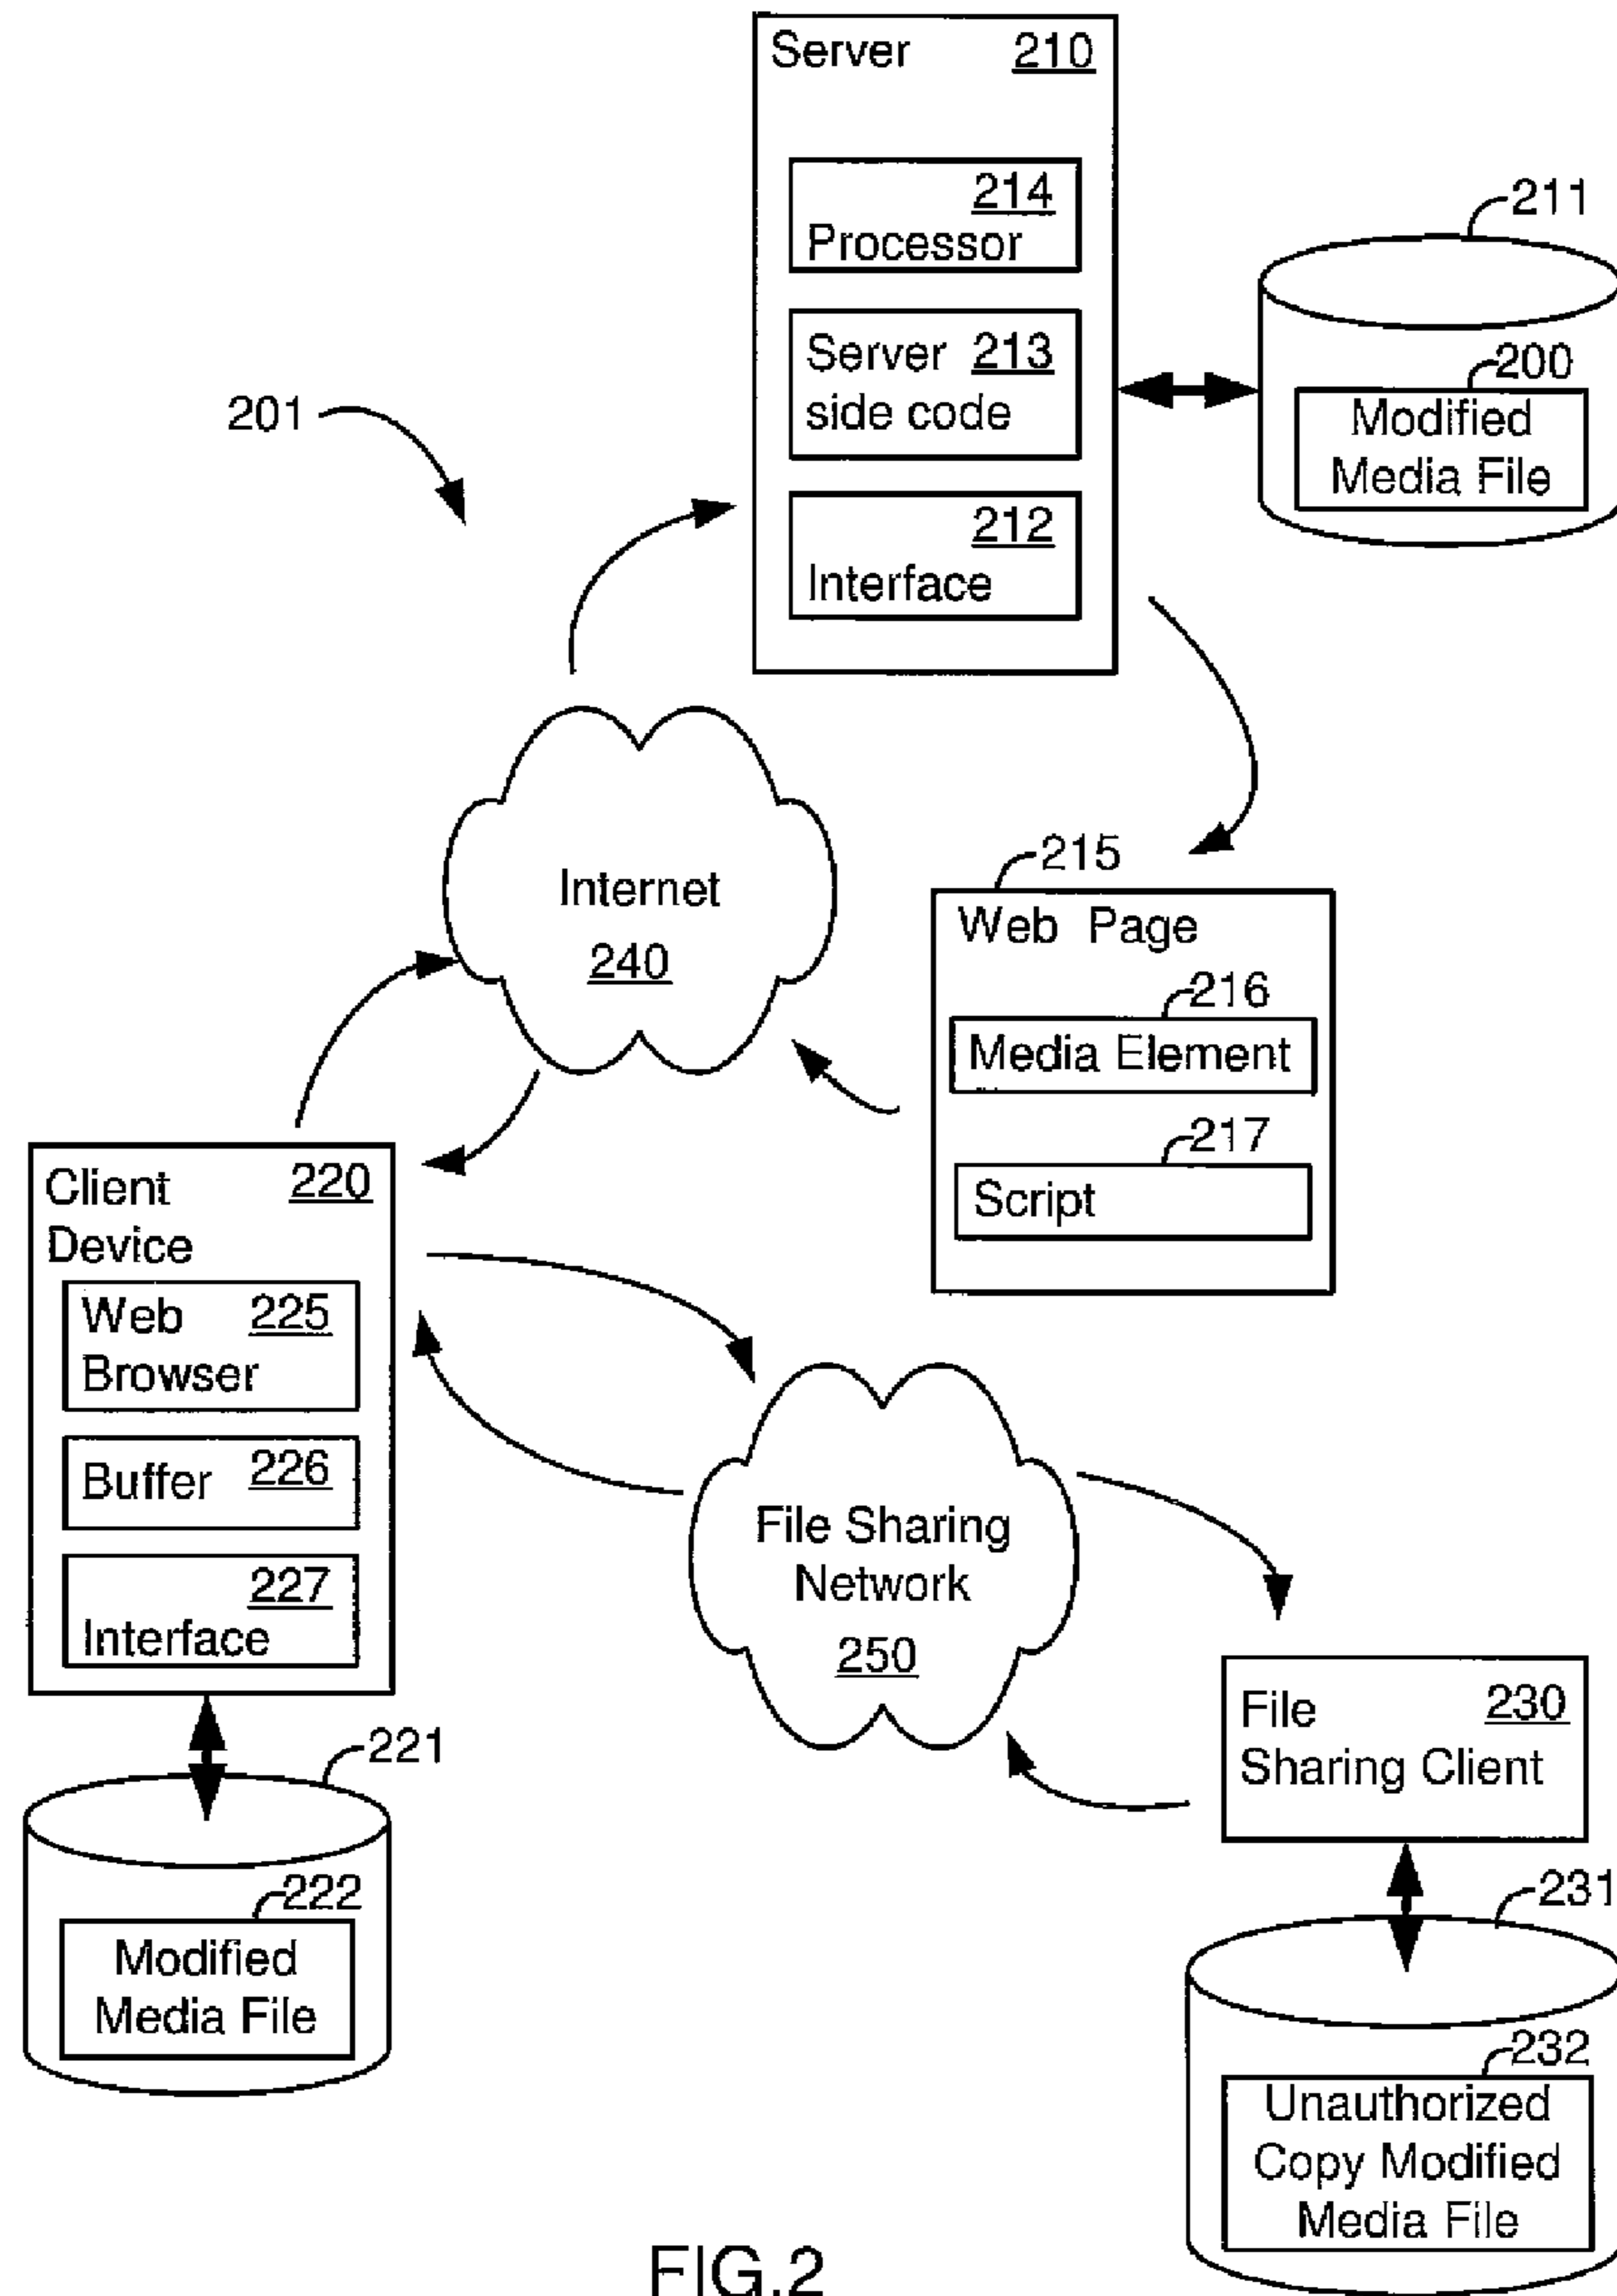 Server 210
214
Processor
Server 213
side code
212
Interface
211
200
Modified
Media File
201
Internet
240
215
Web Page
216
Media Element
217
Script
Client 220
Device
Web 225
Browser
Buffer 226
227
Interface
221
222
Modified
Media File
File Sharing
Network
250
File 230
Sharing Client
231
232
Unauthorized
Copy Modified
Media File
FIG.2